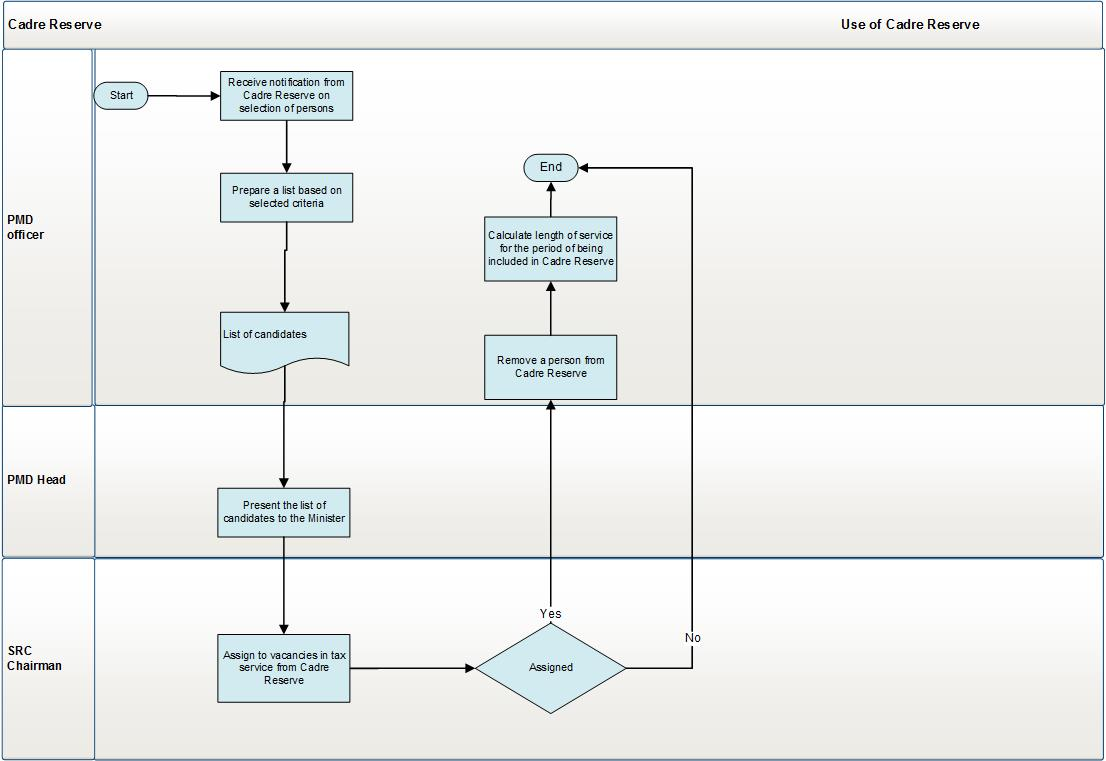 Cadre Reserve
Use of Cadre Reserve
PMD
officer
Start
Receive notification from
Cadre Reserve on
selection of persons
Prepare a list based on
selected criteria
List of candidates
End
Calculate length of service
for the period of being
included in Cadre Reserve
Remove a person from
Cadre Reserve
PMD Head
Present the list of
candidates to the Minister
SRC
Chairman
Assign to vacancies in tax
service from Cadre
Reserve
Assigned
Yes
No